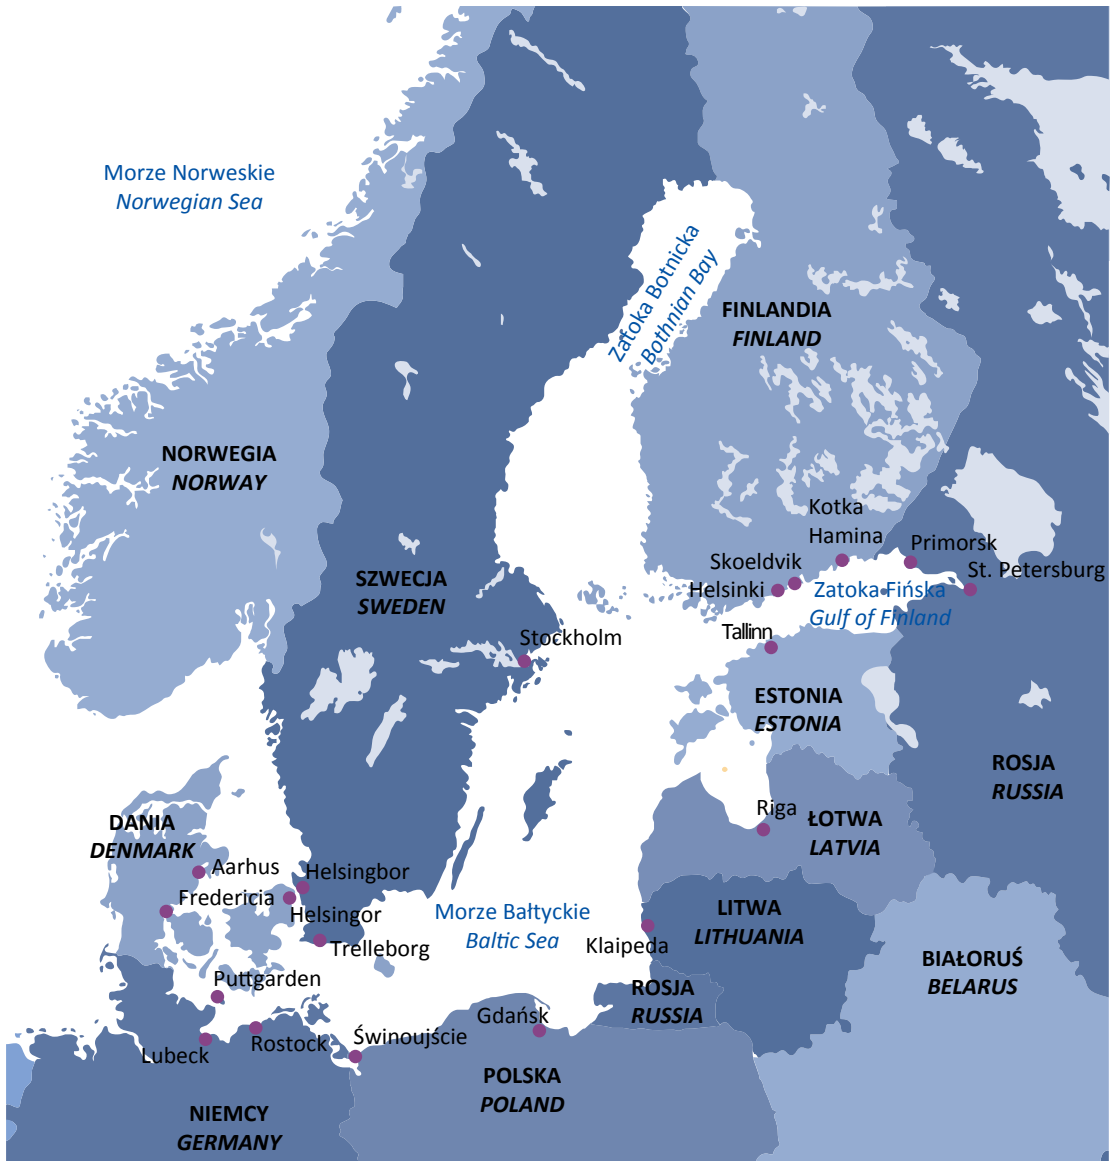 Morze Norweskie
Norwegian Sea
Zatoka Botnicka
Bothnian Bay
FINLANDIA
FINLAND
NORWEGIA
NORWAY
Kotka
Hamina
Primorsk
Skoeldvik
St. Petersburg
SZWECJA
SWEDEN
Helsinki
Zatoka Fińska
Gulf of Finland
Tallinn
Stockholm
ESTONIA
ESTONIA
ROSJA
RUSSIA
Riga
ŁOTWA
LATVIA
DANIA
DENMARK
Aarhus
Helsingbor
Fredericia
Helsingor
Morze Bałtyckie
Baltic Sea
LITWA
LITHUANIA
Trelleborg
Klaipeda
BIAŁORUŚ
BELARUS
Puttgarden
ROSJA
RUSSIA
Gdańsk
Rostock
Świnoujście
Lubeck
POLSKA
POLAND
NIEMCY
GERMANY